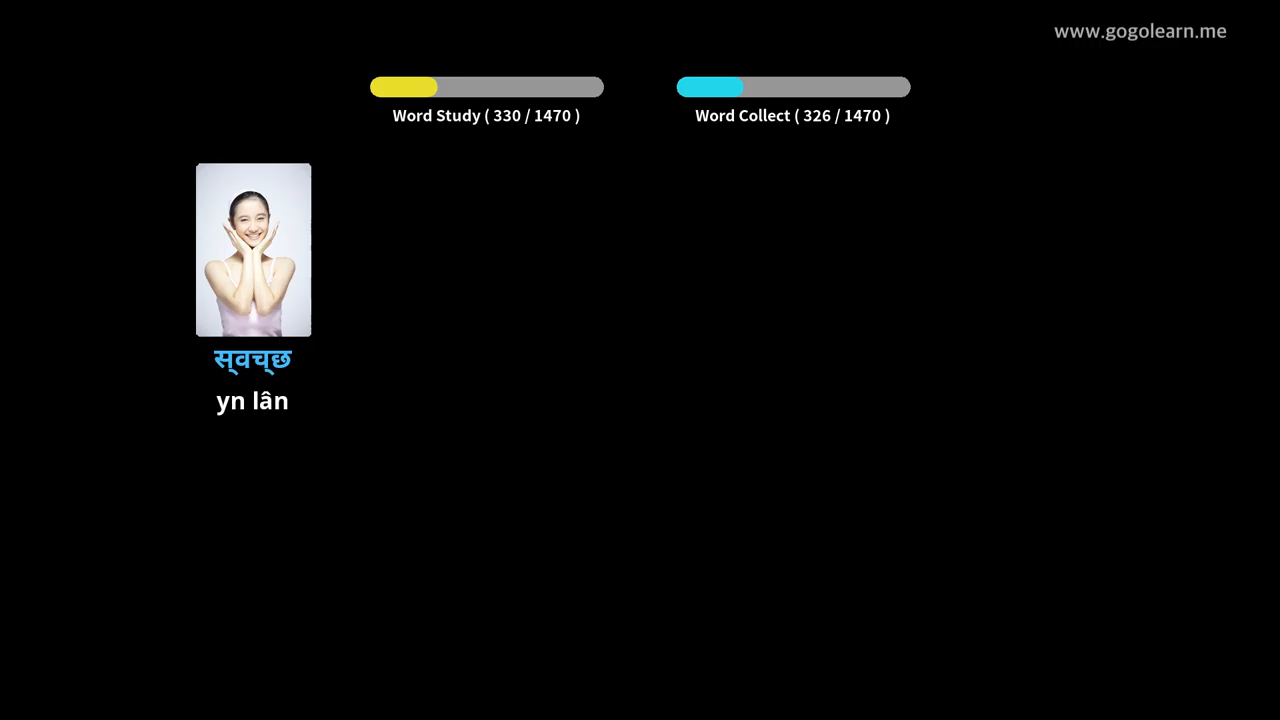 www.gogolearn.me
Word Study ( 330 / 1470 )
Word Collect ( 326 / 1470 )
स्‌वच्‌छ
yn lân